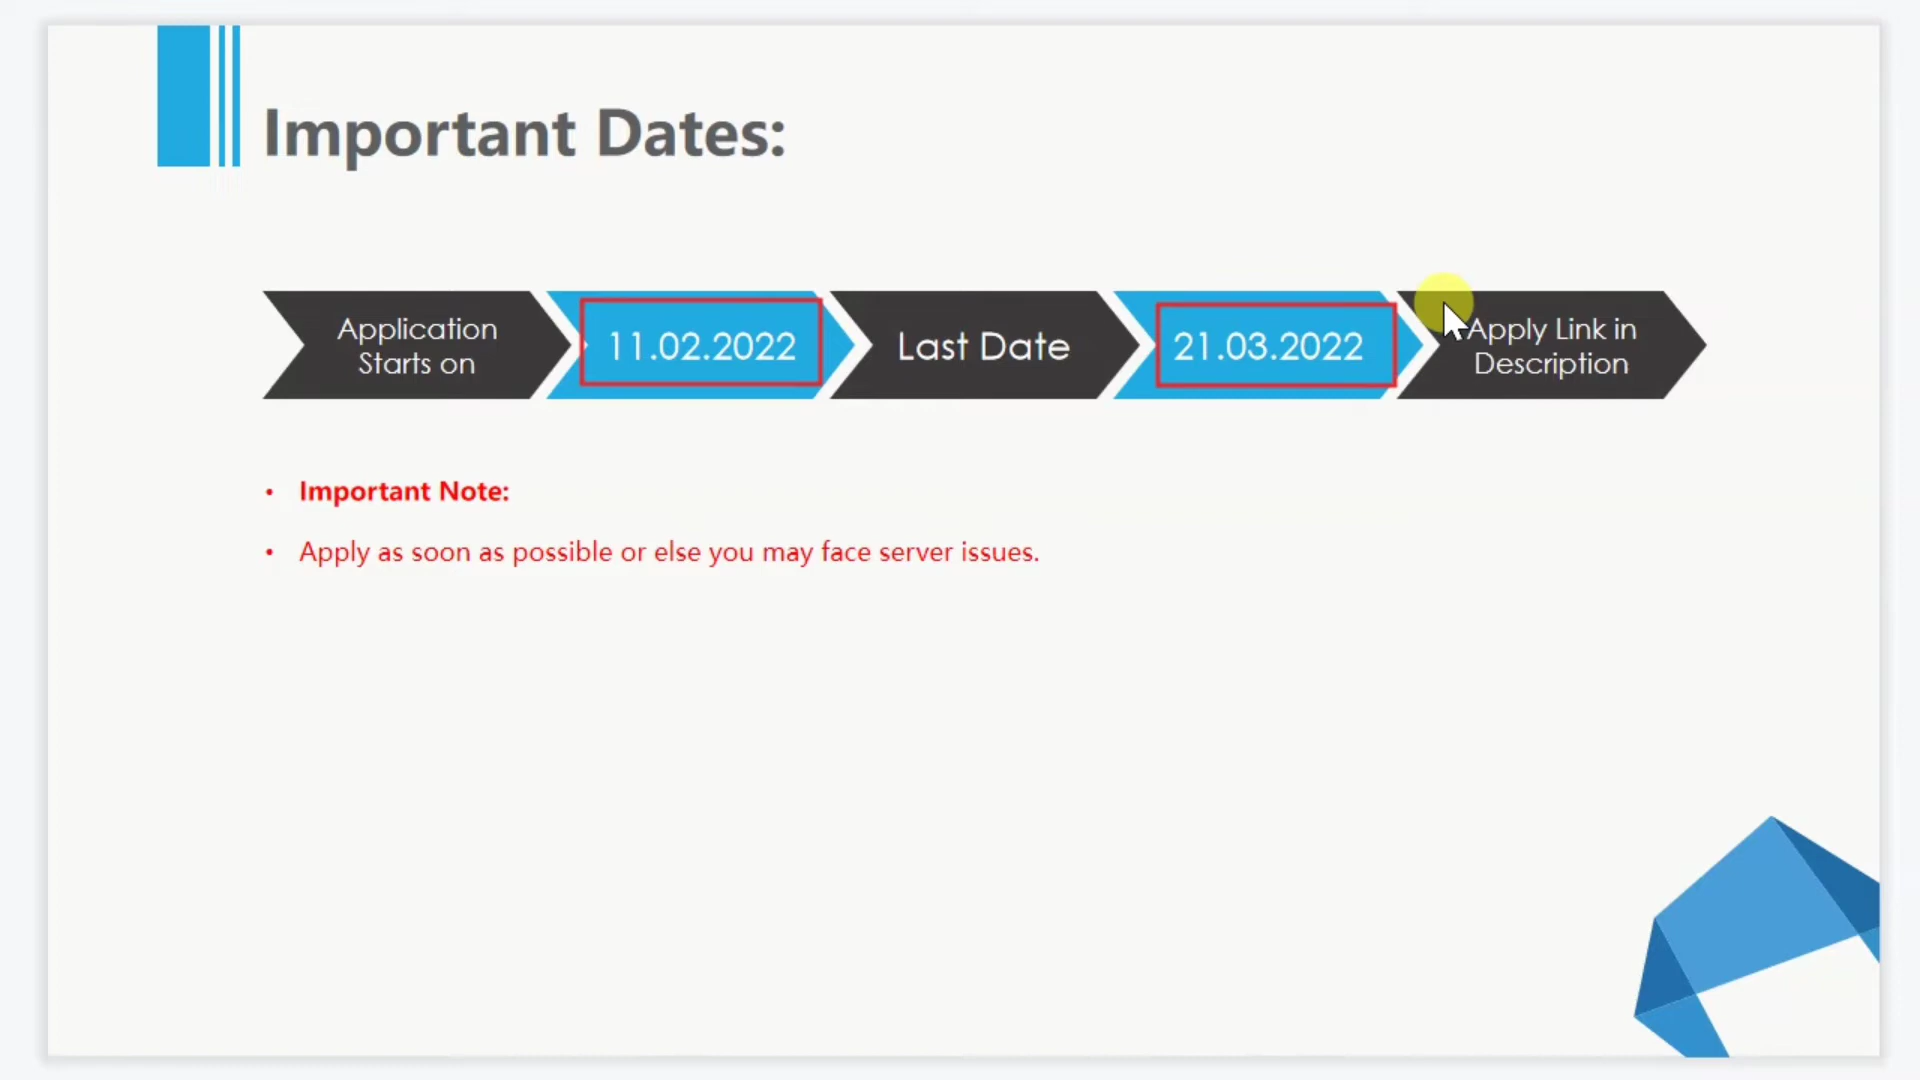 Important Dates:
Application
Starts on
11.02.2022
Last Date
21.03.2022
Apply Link in
Description
• Important Note:
• Apply as soon as possible or else you may face server issues.